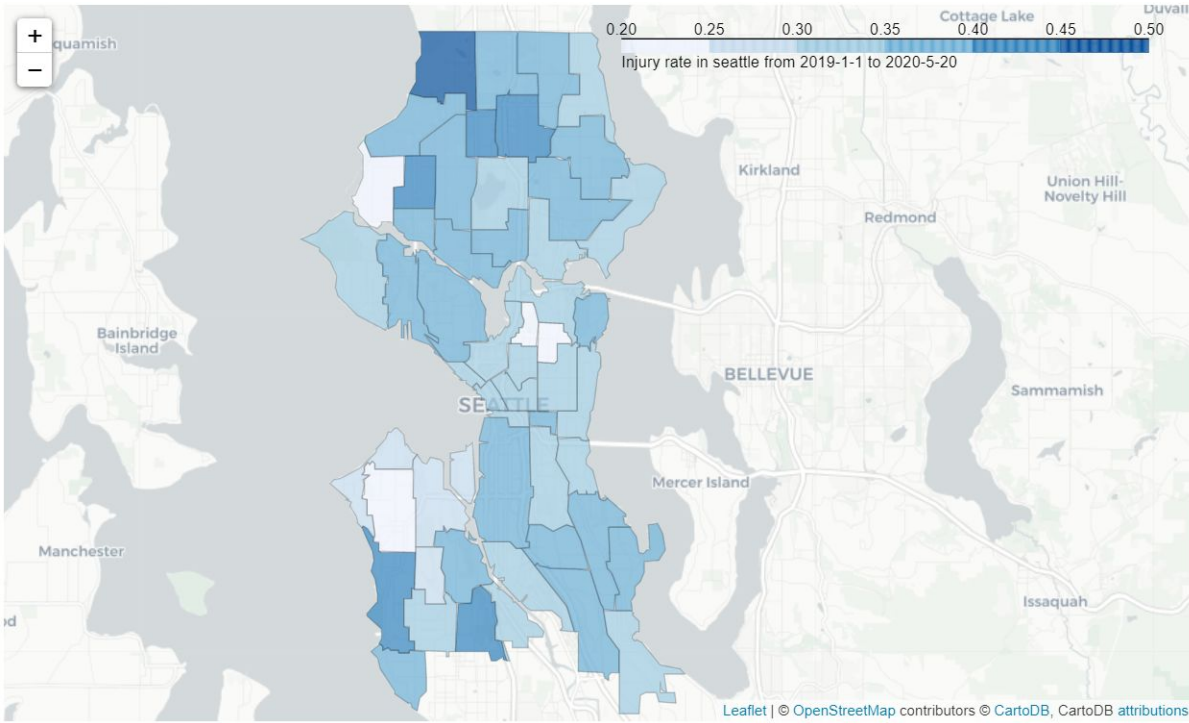 Cottage Lake
Duvall
+
quamish
−
0.20 0.25 0.30 0.35 0.40 0.45 0.50
Injury rate in seattle from 2019-1-1 to 2020-5-20
Kirkland
Union Hill-
Novelty Hill
Redmond
Bainbridge
Island
BELLEVUE
Sammamish
SEATTLE
Mercer Island
Manchester
Issaquah
od
Leaflet | © OpenStreetMap contributors © CartoDB, CartoDB attributions